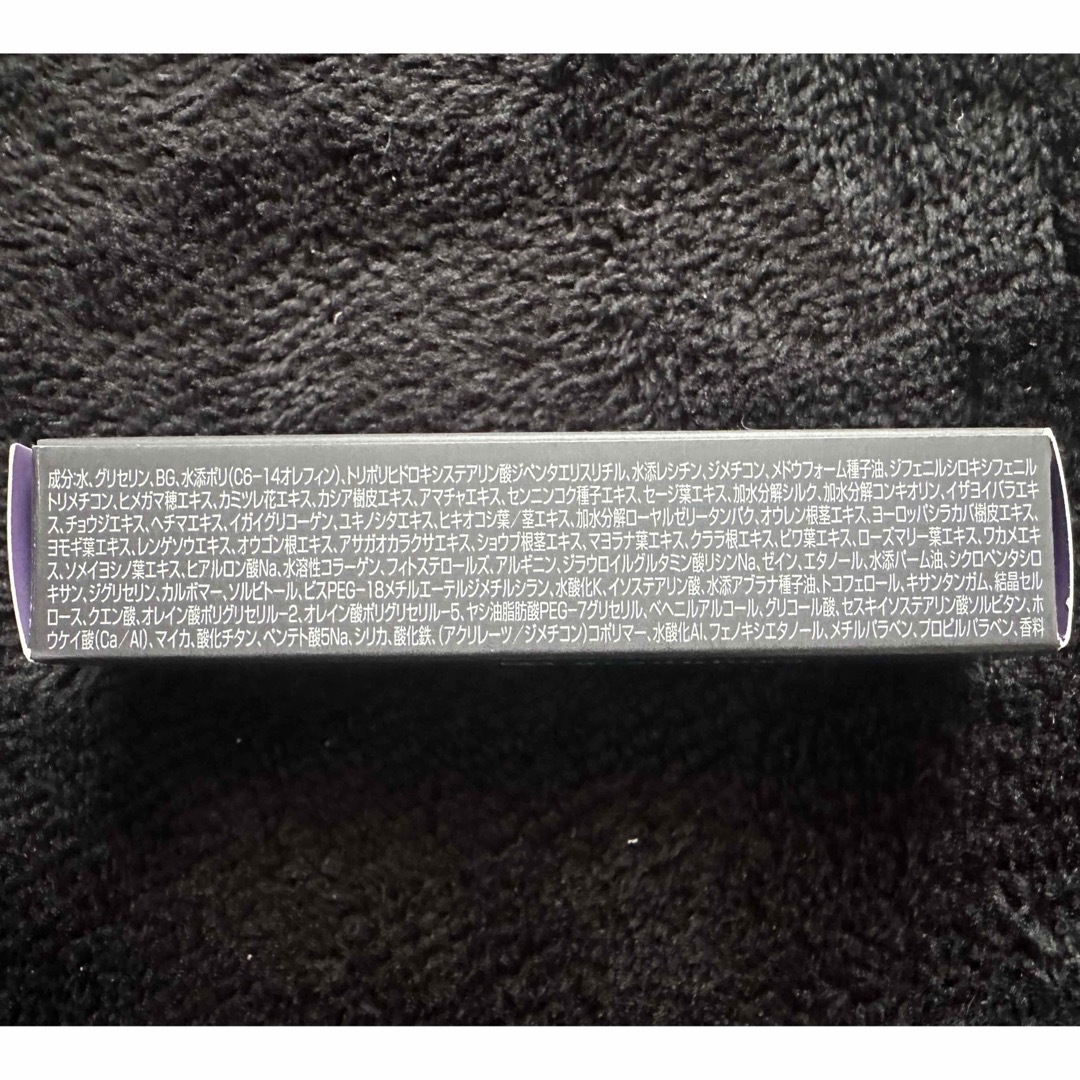 成分:水、グリセリン、BG、水添ポリ(C6-14オレフィン)、トリポリヒドロキシステアリン酸ジペンタエリスリチル、水添レシチン、ジメチコン、メドウフォーム種子油、ジフェニルシロキシフェニル
トリメチコン、ヒメガマ穂エキス、カミツレ花エキス、カシア樹皮エキス、アマチャエキス、センニンコク種子エキス、セージ葉エキス、加水分解シルク、加水分解コンキオリン、イザヨイバラエキ
ス、チョウジエキス、ヘチマエキス、イガイグリコーゲン、ユキノシタエキス、ヒキオコシ葉/茎エキス、加水分解ローヤルゼリータンパク、オウレン根茎エキス、ヨーロッパシラカバ樹皮エキス、
ヨモギ葉エキス、レンゲソウエキス、オウゴン根エキス、アサガオカラクサエキス、ショウブ根茎エキス、マヨラナ葉エキス、クララ根エキス、ビワ葉エキス、ローズマリー葉エキス、ワカメエキ
ス、ソメイヨシノ葉エキス、ヒアルロン酸Na、水溶性コラーゲン、フィトステロールズ、アルギニン、ジラウロイルグルタミン酸リシンNa、ゼイン、エタノール、水添パーム油、シクロペンタシロ
キサン、ジグリセリン、カルボマー、ソルビトール、ビスPEG-18メチルエーテルジメチルシラン、水酸化K、イソステアリン酸、水添アブラナ種子油、トコフェロール、キサンタンガム、結晶セル
ロース、クエン酸、オレイン酸ポリグリセリル-2、オレイン酸ポリグリセリル-5、ヤシ油脂肪酸PEG-7グリセリル、ベヘニルアルコール、グリコール酸、セスキイソステアリン酸ソルビタン、ホ
ウケイ酸(Ca/Al)、マイカ、酸化チタン、ペンテト酸5Na、シリカ、酸化鉄、(アクリレーツ/ジメチコン)コポリマー、水酸化Al、フェノキシエタノール、メチルパラベン、プロピルパラベン、香料